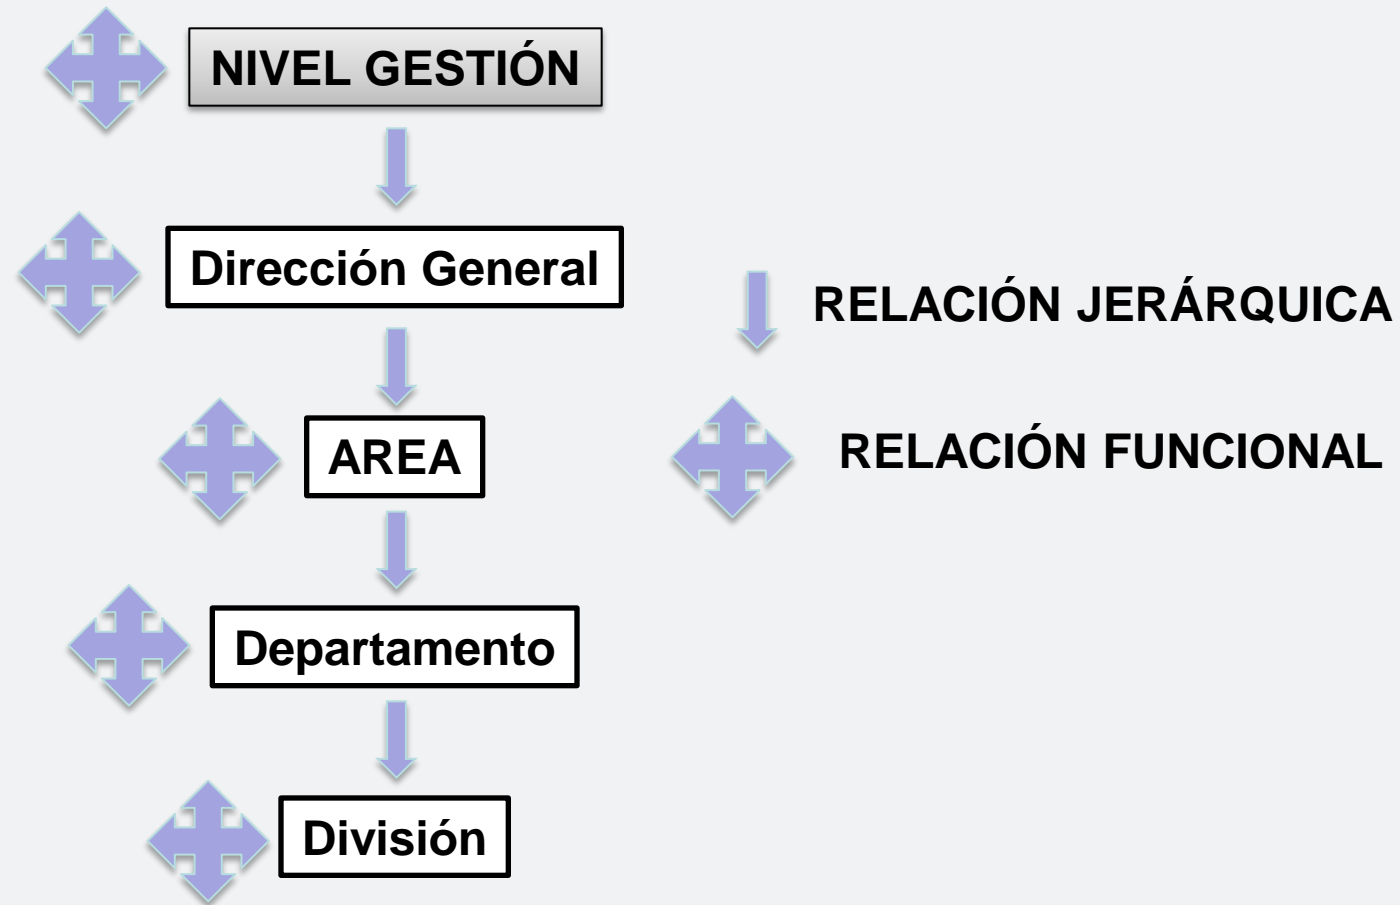 NIVEL GESTIÓN
Dirección General
RELACIÓN JERÁRQUICA
AREA
RELACIÓN FUNCIONAL
Departamento
División